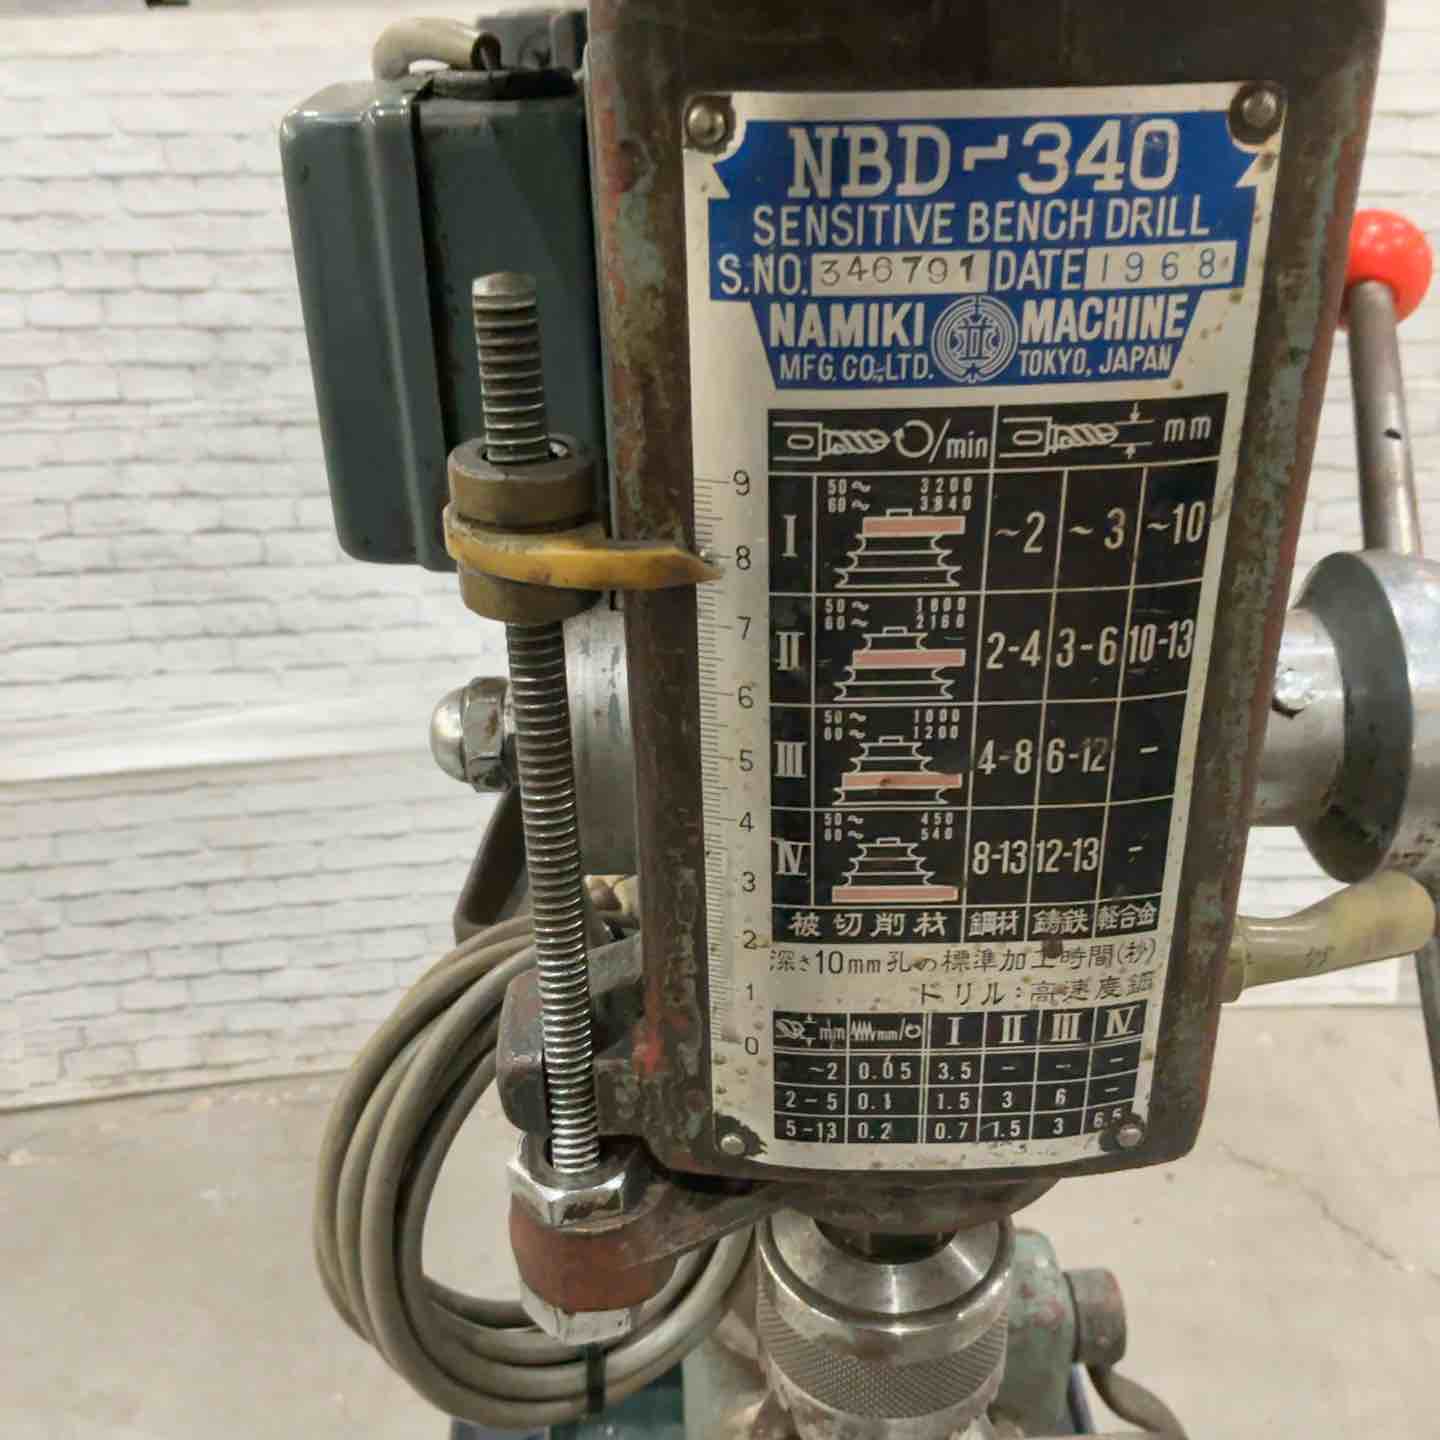 NBD-340
SENSITIVE BENCH DRILL
S.NO. 346791 DATE 1968
NAMIKI MACHINE
MFG. CO., LTD. TOKYO, JAPAN
/min mm
9
8
7
6
5
4
3
2
1
0
I 50~ 3200 ~2 ~3 ~10
60~ 3840
II 50~ 1800 2-4 3-6 10-13
60~ 2160
III 50~ 1000 4-8 6-12 -
60~ 1200
IV 50~ 450 8-13 12-13 -
60~ 540
被切削材 鋼材 鋳鉄 軽合金
深さ10mm孔の標準加工時間(秒)
ドリル:高速度鋼
mm mm/ I II III IV
~2 0.05 3.5 - - -
2-5 0.1 1.5 3 6 -
5-13 0.2 0.7 1.5 3 6.5